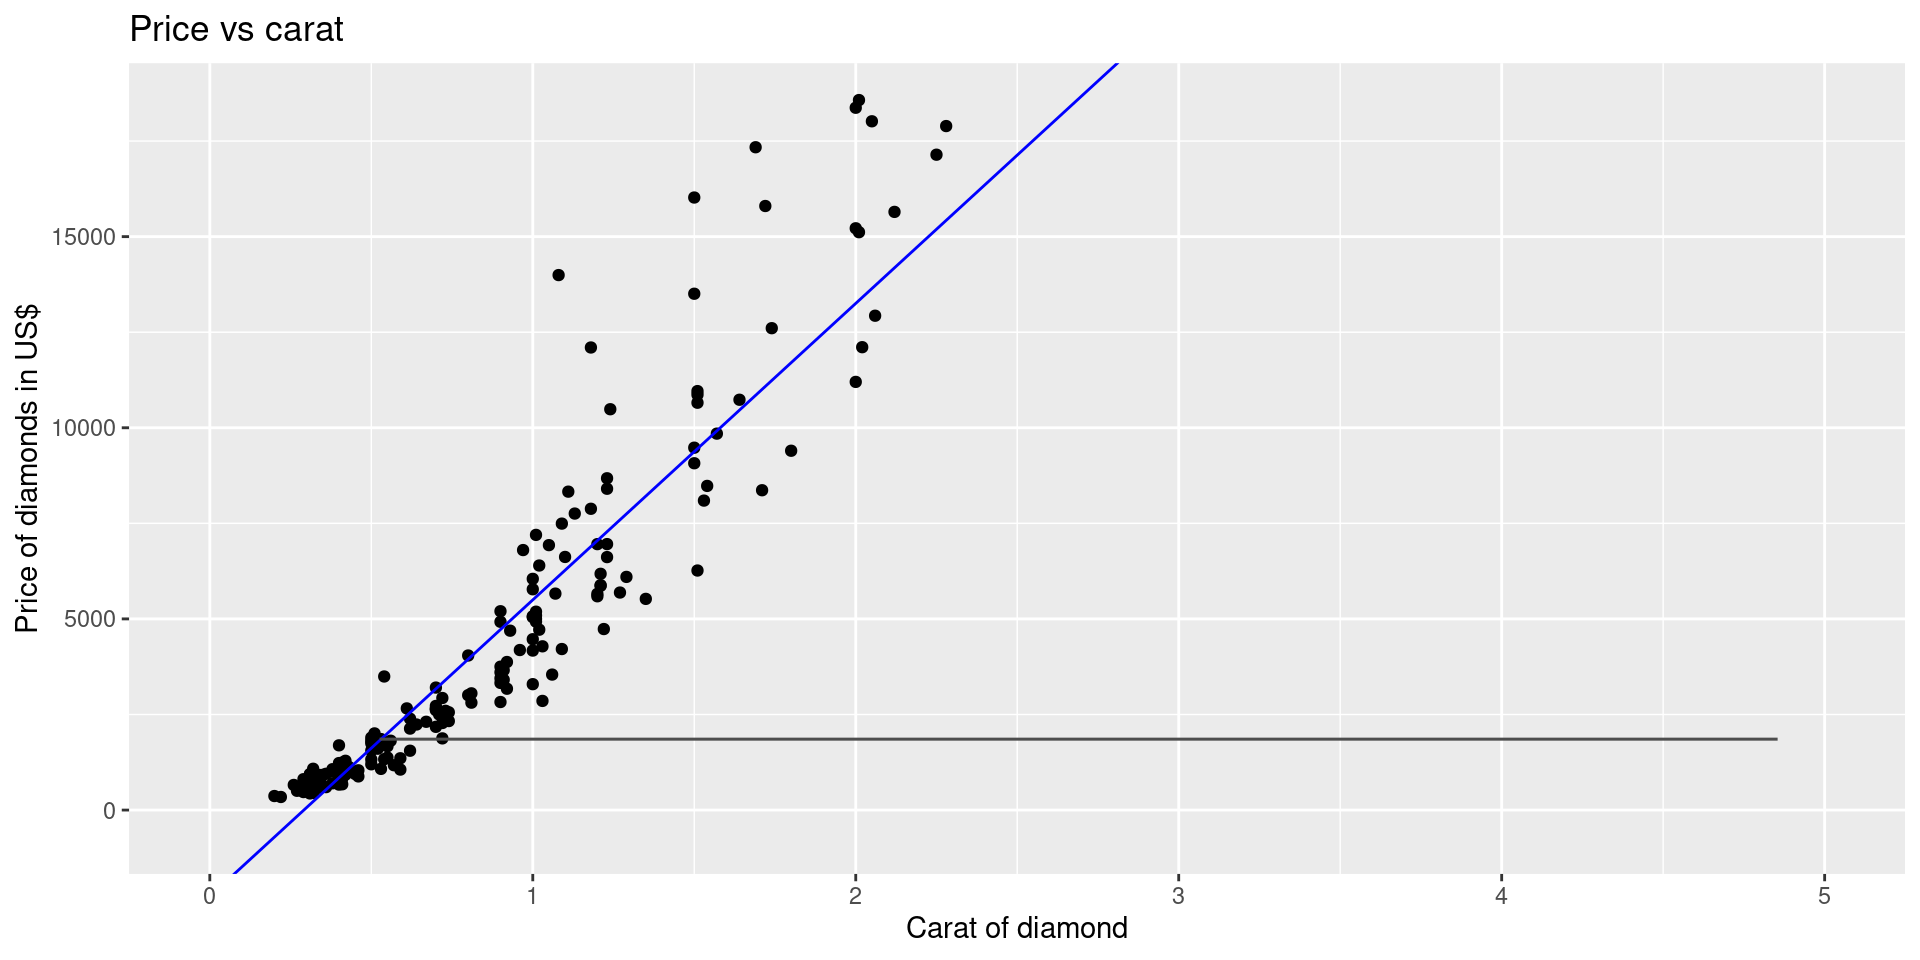 Price vs carat
Price of diamonds in US$
15000
10000
5000
0
0 1 2 3 4 5
Carat of diamond